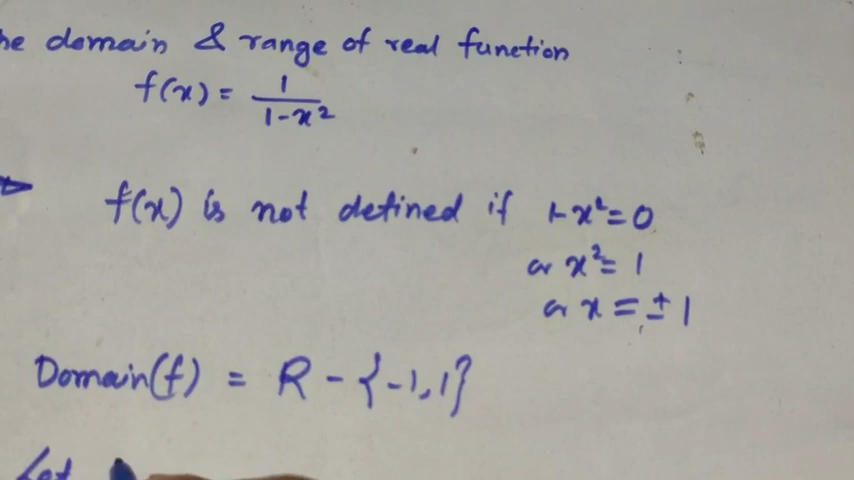 he domain & range of real function
f(x) = 1/(1-x²)
f(x) is not defined if 1-x²=0
or x²= 1
or x = ± 1
Domain(f) = R - {-1, 1}
Let